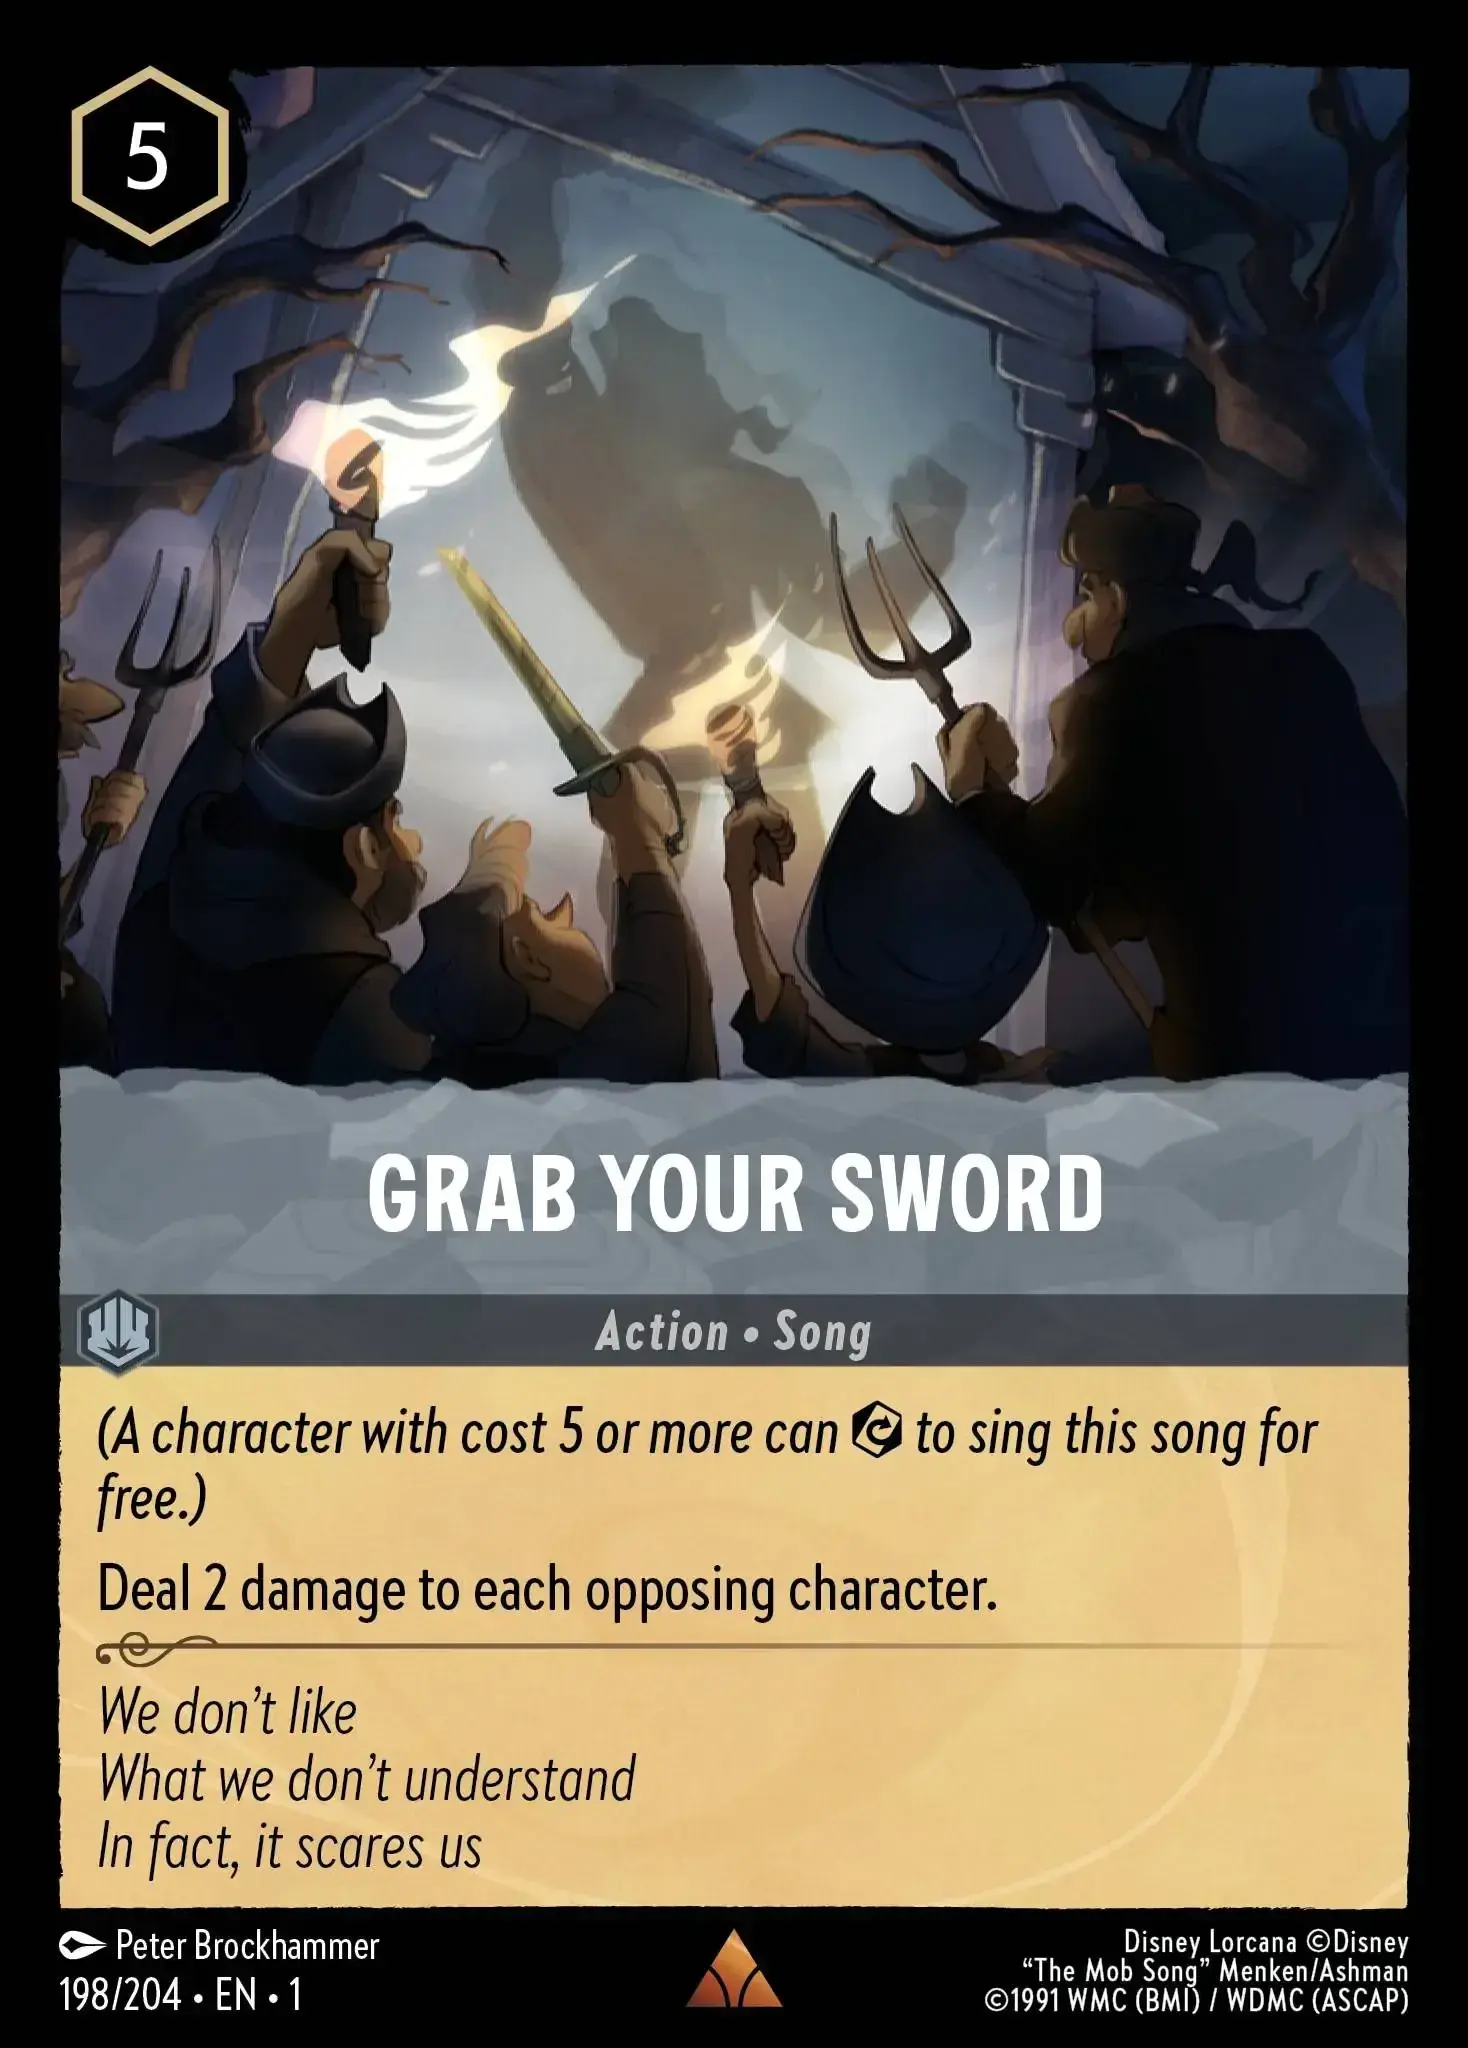 5
GRAB YOUR SWORD
Action • Song
(A character with cost 5 or more can to sing this song for
free.)
Deal 2 damage to each opposing character.
We don't like
What we don't understand
In fact, it scares us
Peter Brockhammer
198/204 • EN • 1
Disney Lorcana ©Disney
“The Mob Song” Menken/Ashman
©1991 WMC (BMI) / WDMC (ASCAP)